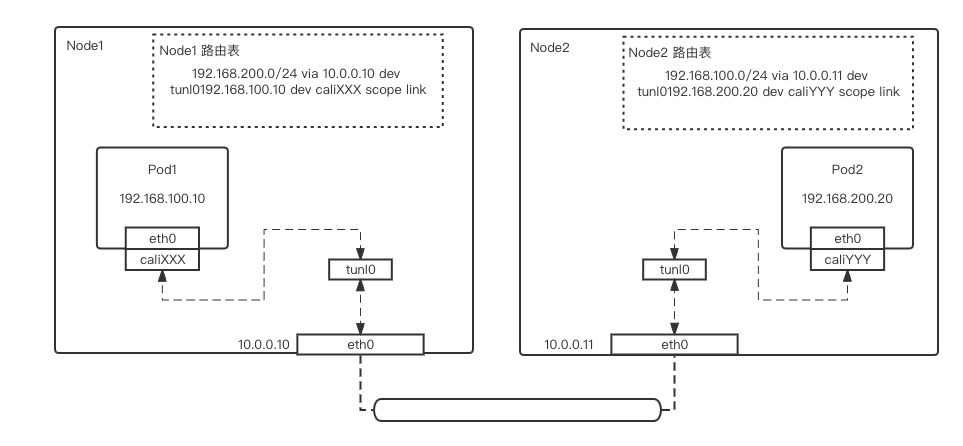 Node1
Node1 路由表
192.168.200.0/24 via 10.0.0.10 dev
tunl0192.168.100.10 dev caliXXX scope link
Pod1
192.168.100.10
eth0
caliXXX
tunl0
10.0.0.10
eth0
Node2
Node2 路由表
192.168.100.0/24 via 10.0.0.11 dev
tunl0192.168.200.20 dev caliYYY scope link
Pod2
192.168.200.20
eth0
caliYYY
tunl0
10.0.0.11
eth0